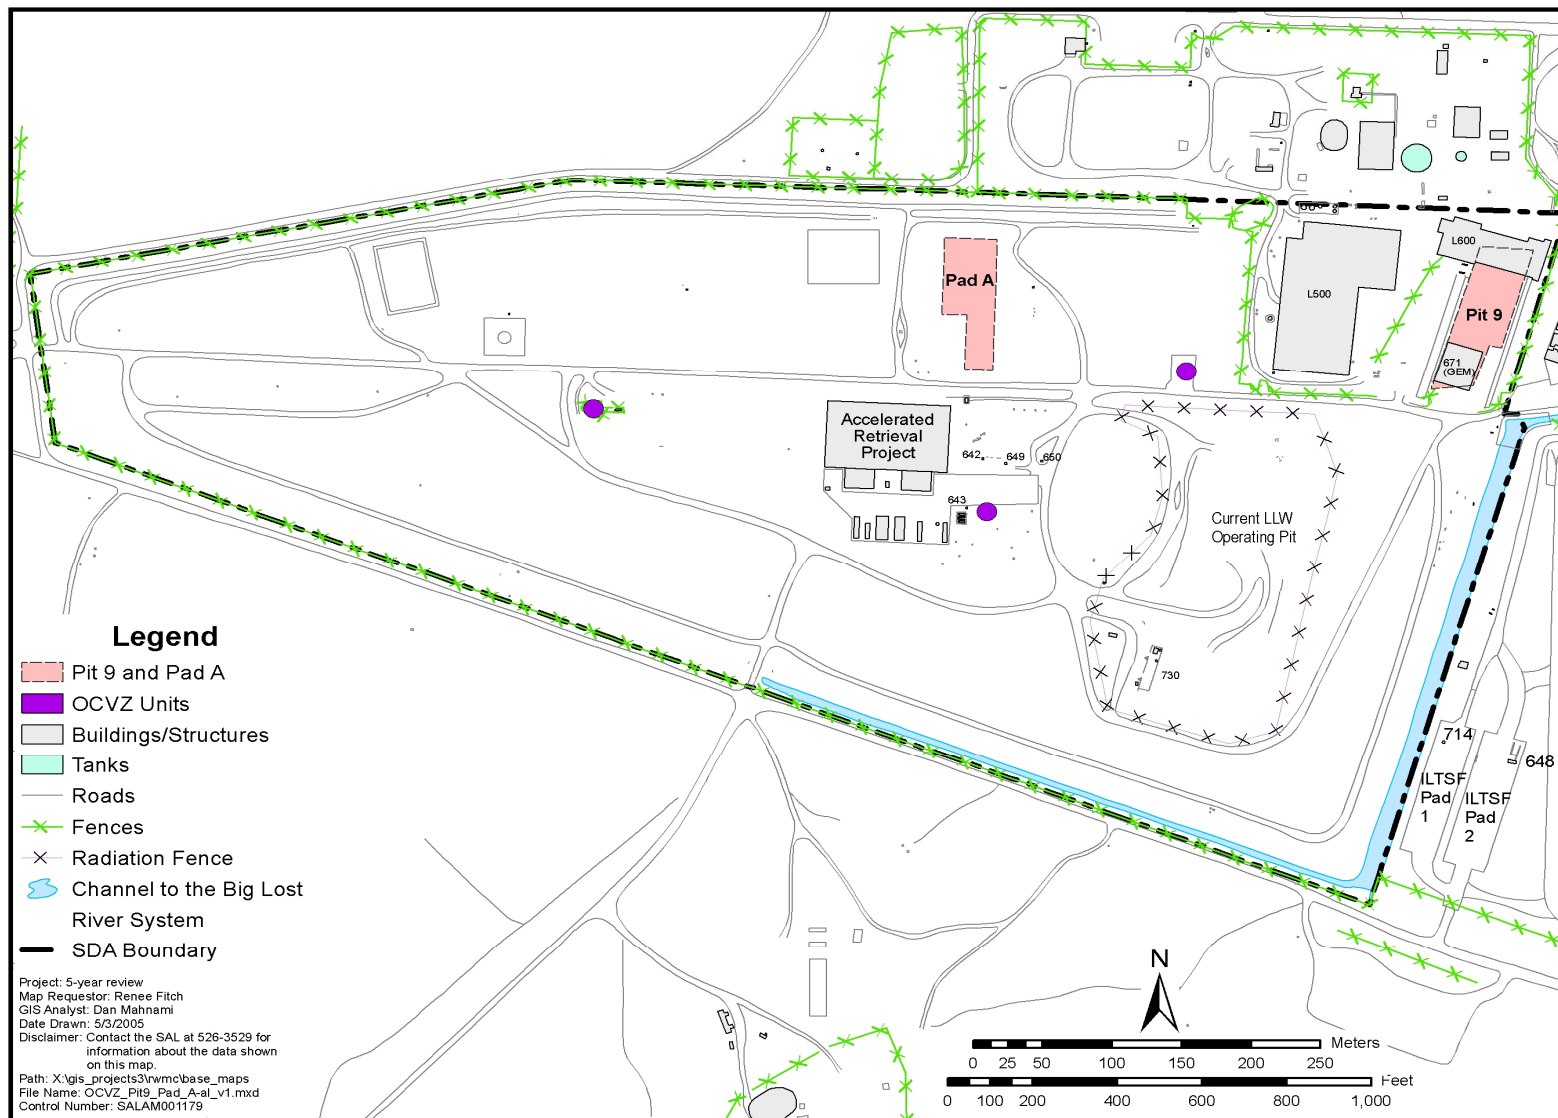 L600
Pad A
L500
Pit 9
671
(GEM)
Accelerated
Retrieval
Project
642
649
650
643
Current LLW
Operating Pit
730
714
648
ILTSF
Pad
1
ILTSF
Pad
2
Legend
Pit 9 and Pad A
OCVZ Units
Buildings/Structures
Tanks
Roads
Fences
Radiation Fence
Channel to the Big Lost
River System
SDA Boundary
Project: 5-year review
Map Requestor: Renee Fitch
GIS Analyst: Dan Mahnami
Date Drawn: 5/3/2005
Disclaimer: Contact the SAL at 526-3529 for
information about the data shown
on this map.
Path: X:\gis_projects3\rwmc\base_maps
File Name: OCVZ_Pit9_Pad_A-al_v1.mxd
Control Number: SALAM001179
N
Meters
0 25 50 100 150 200 250
Feet
0 100 200 400 600 800 1,000